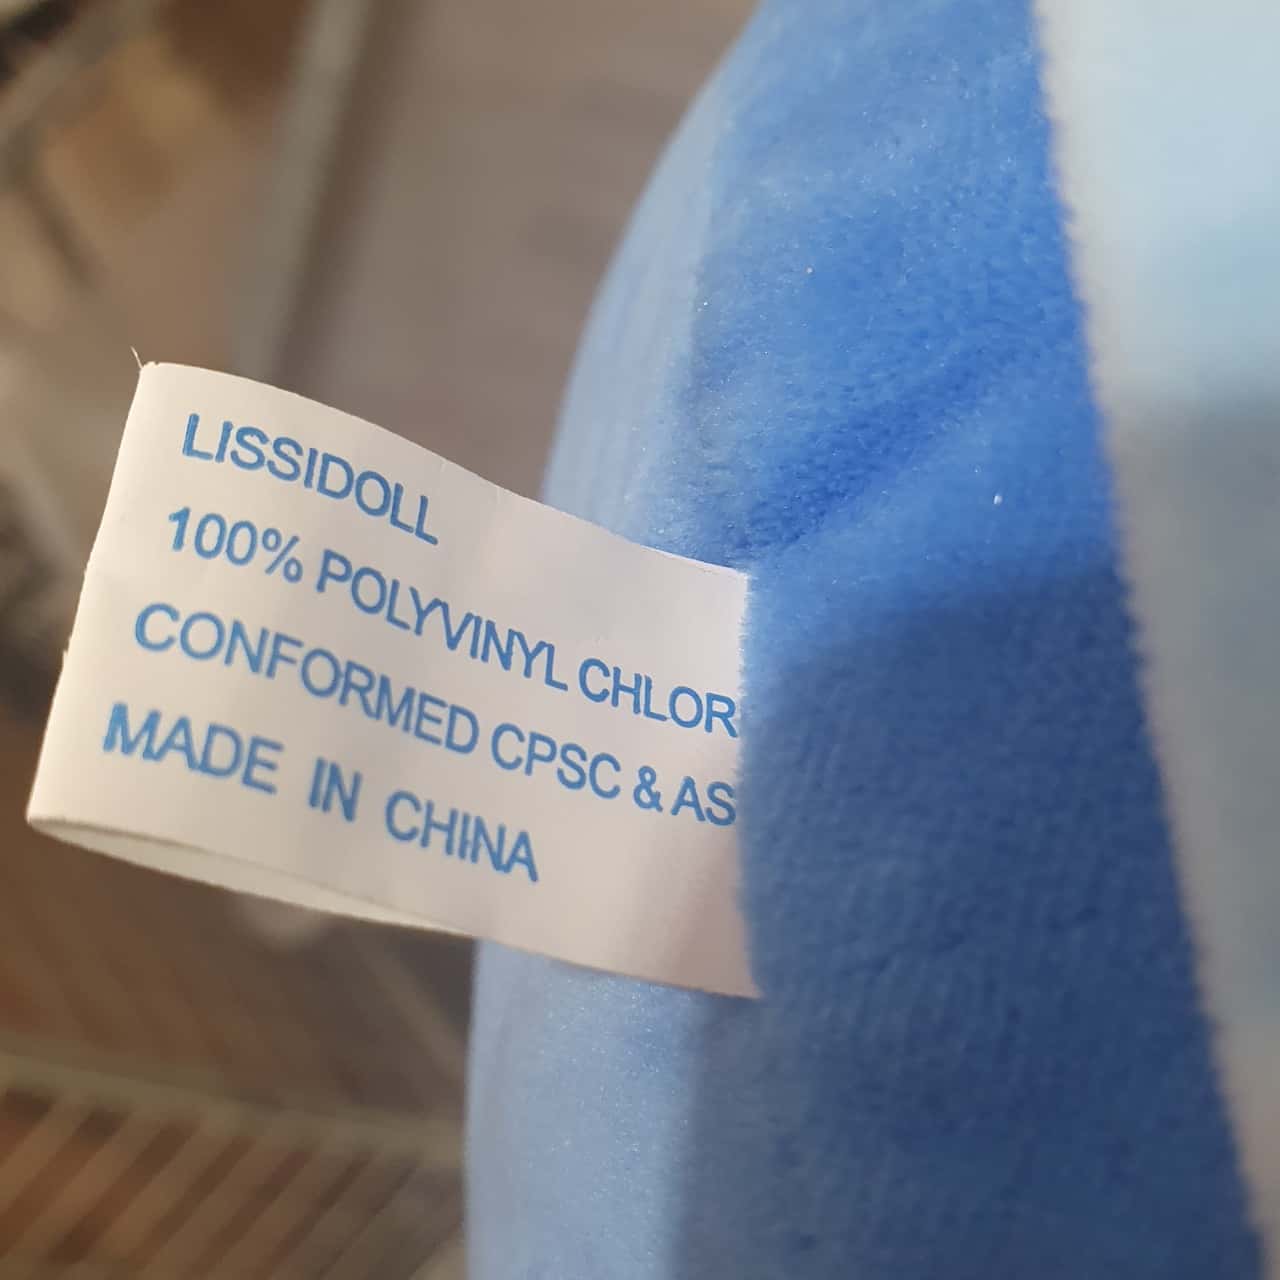 LISSIDOLL
100% POLYVINYL CHLOR
CONFORMED CPSC & AS
MADE IN CHINA